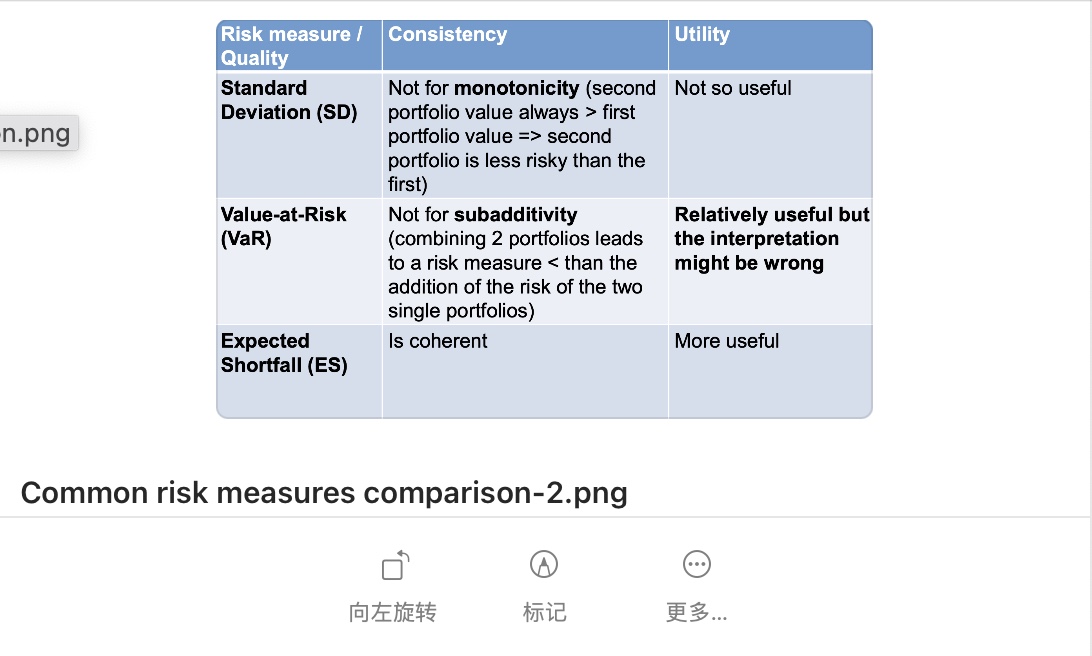 Risk measure / Quality
Consistency
Utility
Standard Deviation (SD)
Not for monotonicity (second
portfolio value always > first
portfolio value => second
portfolio is less risky than the
first)
Not so useful
n.png
Value-at-Risk
(VaR)
Not for subadditivity
(combining 2 portfolios leads
to a risk measure < than the
addition of the risk of the two
single portfolios)
Relatively useful but
the interpretation
might be wrong
Expected
Shortfall (ES)
Is coherent
More useful
Common risk measures comparison-2.png
向左旋转
标记
更多...